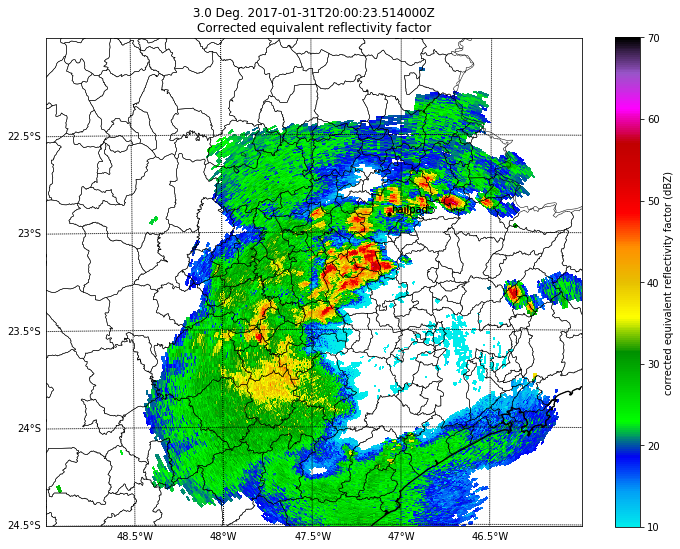 3.0 Deg. 2017-01-31T20:00:23.514000Z
Corrected equivalent reflectivity factor
70
60
50
40
30
20
10
corrected equivalent reflectivity factor (dBZ)
22.5°S
23°S
23.5°S
24°S
24.5°S
hailpad
48.5°W
48°W
47.5°W
47°W
46.5°W